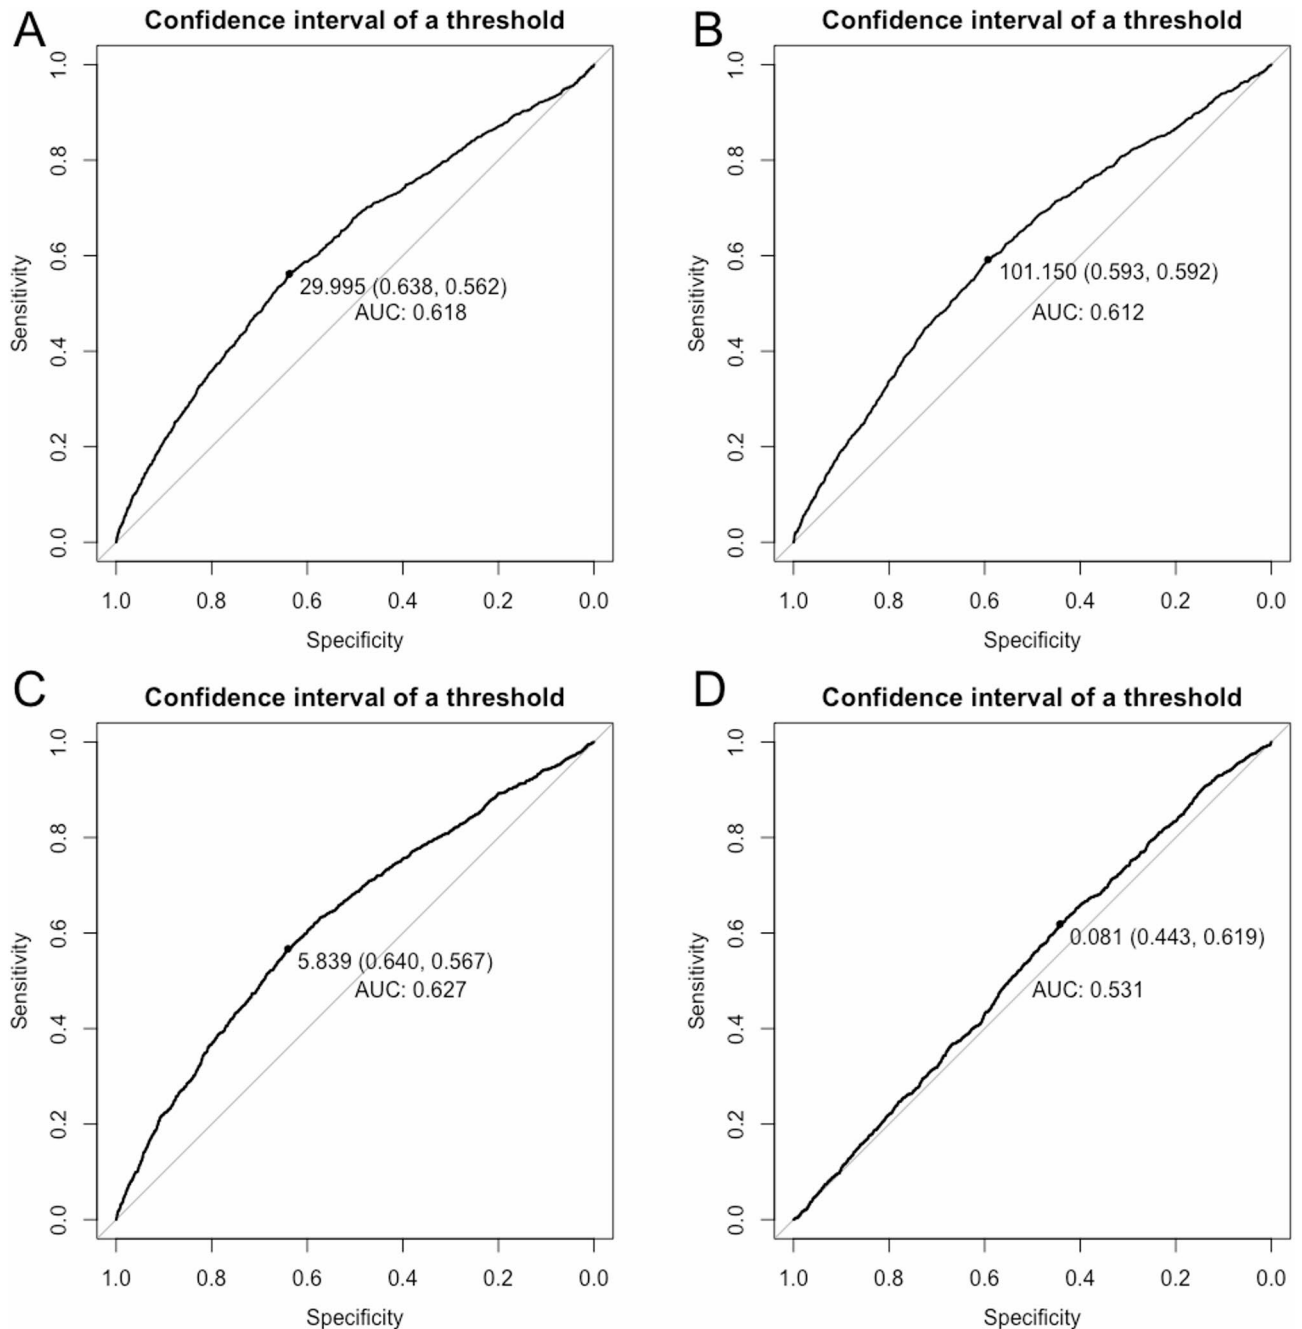 A
Confidence interval of a threshold
Sensitivity
1.0
0.8
0.6
0.4
0.2
0.0
29.995 (0.638, 0.562)
AUC: 0.618
1.0 0.8 0.6 0.4 0.2 0.0
Specificity
B
Confidence interval of a threshold
Sensitivity
1.0
0.8
0.6
0.4
0.2
0.0
101.150 (0.593, 0.592)
AUC: 0.612
1.0 0.8 0.6 0.4 0.2 0.0
Specificity
C
Confidence interval of a threshold
Sensitivity
1.0
0.8
0.6
0.4
0.2
0.0
5.839 (0.640, 0.567)
AUC: 0.627
1.0 0.8 0.6 0.4 0.2 0.0
Specificity
D
Confidence interval of a threshold
Sensitivity
1.0
0.8
0.6
0.4
0.2
0.0
0.081 (0.443, 0.619)
AUC: 0.531
1.0 0.8 0.6 0.4 0.2 0.0
Specificity